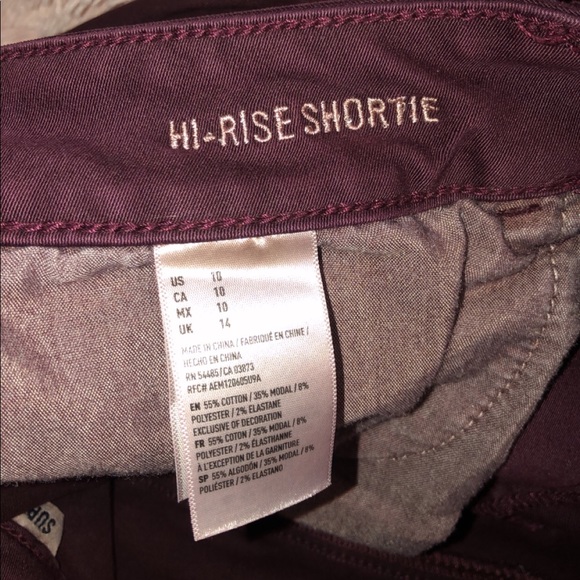 HI-RISE SHORTIE
US 10
CA 10
MX 10
UK 14
MADE IN CHINA / FABRIQUÉ EN CHINE /
HECHO EN CHINA
RN 54485/CA 03873
RFC# AEM120605U9A
EN 55% COTTON / 35% MODAL / 8%
POLYESTER / 2% ELASTANE
EXCLUSIVE OF DECORATION
FR 55% COTON / 35% MODAL / 8%
POLYESTER / 2% ÉLASTHANNE
À L'EXCEPTION DE LA GARNITURE
SP 55% ALGODÓN / 35% MODAL / 8%
POLIÉSTER / 2% ELASTANO